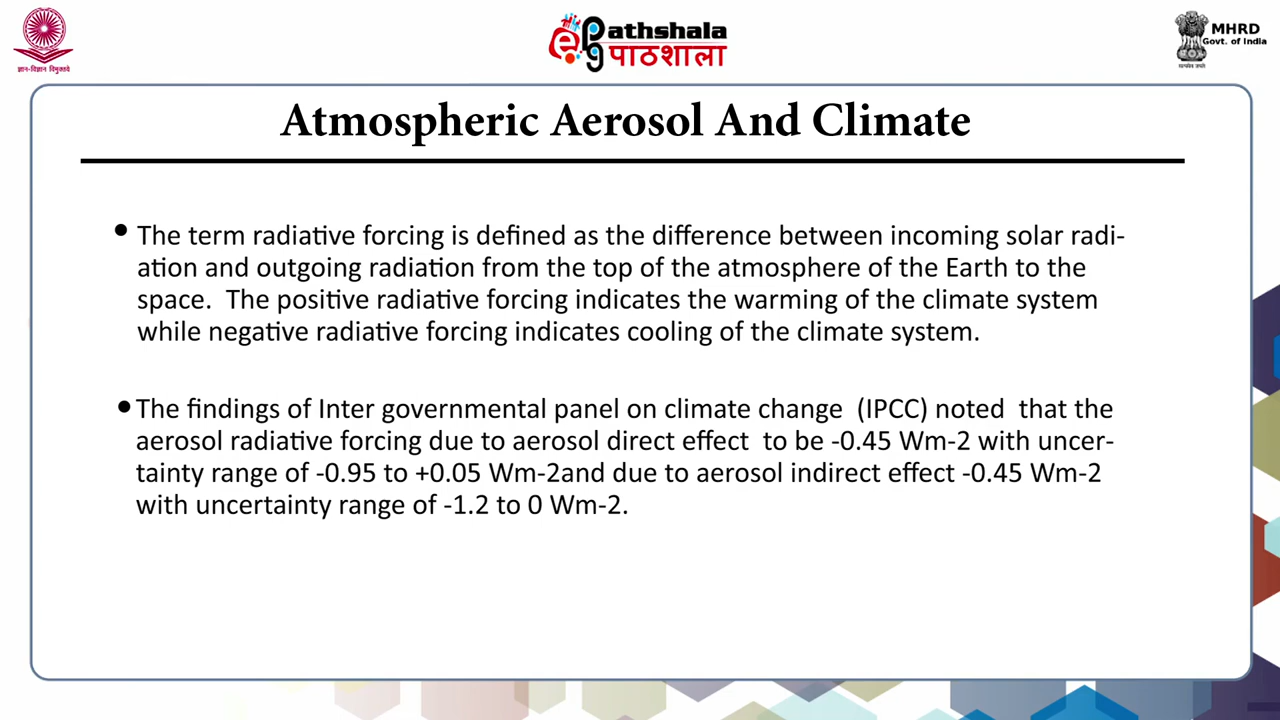 ज्ञान-विज्ञान विमुक्तये
ePathshala
पाठशाला
MHRD
Govt. of India
सत्यमेव जयते
Atmospheric Aerosol And Climate
• The term radiative forcing is defined as the difference between incoming solar radi-
ation and outgoing radiation from the top of the atmosphere of the Earth to the
space.  The positive radiative forcing indicates the warming of the climate system
while negative radiative forcing indicates cooling of the climate system.
• The findings of Inter governmental panel on climate change  (IPCC) noted  that the
aerosol radiative forcing due to aerosol direct effect  to be -0.45 Wm-2 with uncer-
tainty range of -0.95 to +0.05 Wm-2and due to aerosol indirect effect -0.45 Wm-2
with uncertainty range of -1.2 to 0 Wm-2.